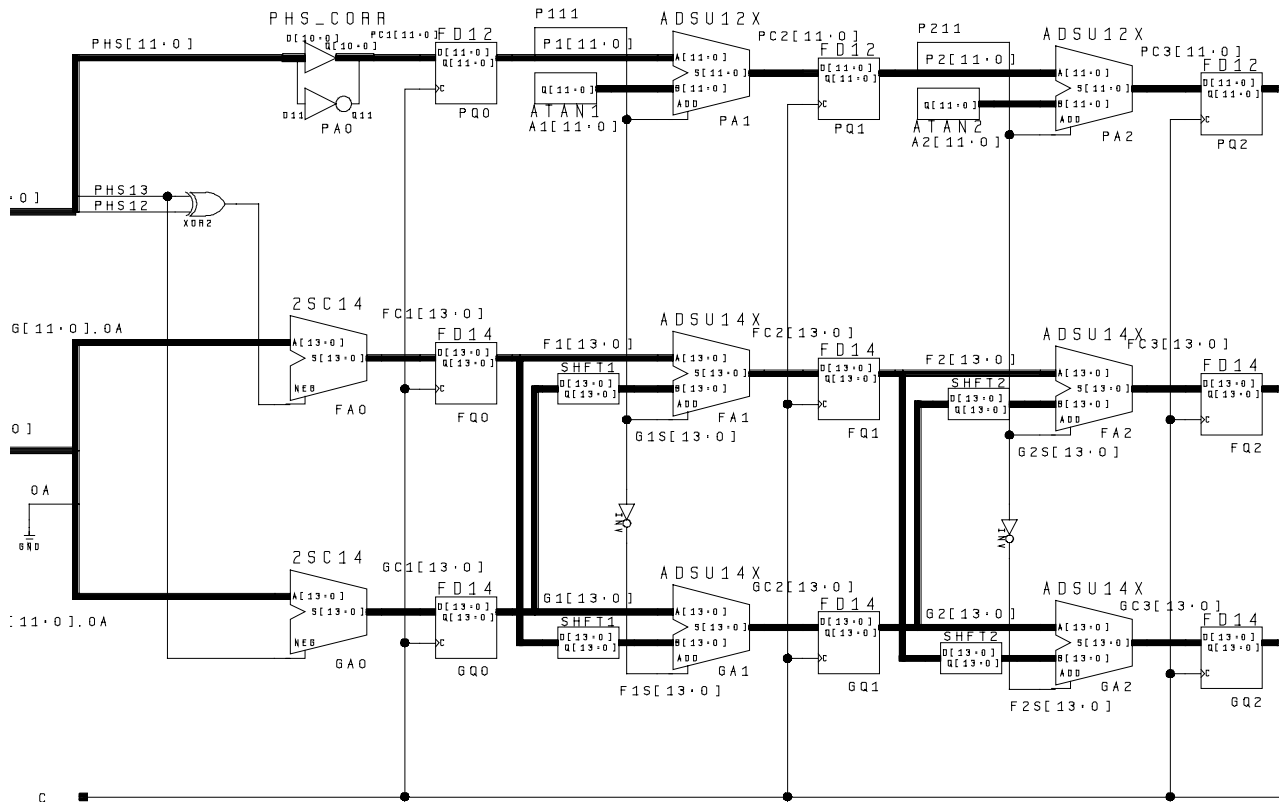 PHS_CORR
P111
ADSU12X
P211
ADSU12X
D[10:0]
Q[10:0]
PC1[11:0]
FD12
PHS[11:0]
D[11:0]
Q[11:0]
C
PQ0
D11
Q11
PA0
P1[11:0]
Q[11:0]
ATAN1
A1[11:0]
A[11:0]
S[11:0]
B[11:0]
ADD
PA1
PC2[11:0]
FD12
D[11:0]
Q[11:0]
C
PQ1
P2[11:0]
Q[11:0]
ATAN2
A2[11:0]
A[11:0]
S[11:0]
B[11:0]
ADD
PA2
PC3[11:0]
FD12
D[11:0]
Q[11:0]
C
PQ2
:0]
PHS13
PHS12
XOR2
2SC14
G[11:0],0A
A[13:0]
S[13:0]
NEG
FA0
FC1[13:0]
FD14
D[13:0]
Q[13:0]
C
FQ0
F1[13:0]
SHFT1
D[13:0]
Q[13:0]
ADSU14X
A[13:0]
S[13:0]
B[13:0]
ADD
FA1
G1S[13:0]
FC2[13:0]
FD14
D[13:0]
Q[13:0]
C
FQ1
F2[13:0]
SHFT2
D[13:0]
Q[13:0]
ADSU14X
A[13:0]
S[13:0]
B[13:0]
ADD
FA2
G2S[13:0]
FC3[13:0]
FD14
D[13:0]
Q[13:0]
C
FQ2
0]
0A
GND
INV
INV
2SC14
[11:0],0A
A[13:0]
S[13:0]
NEG
GA0
GC1[13:0]
FD14
D[13:0]
Q[13:0]
C
GQ0
G1[13:0]
SHFT1
D[13:0]
Q[13:0]
ADSU14X
A[13:0]
S[13:0]
B[13:0]
ADD
GA1
F1S[13:0]
GC2[13:0]
FD14
D[13:0]
Q[13:0]
C
GQ1
G2[13:0]
SHFT2
D[13:0]
Q[13:0]
ADSU14X
A[13:0]
S[13:0]
B[13:0]
ADD
GA2
F2S[13:0]
GC3[13:0]
FD14
D[13:0]
Q[13:0]
C
GQ2
C